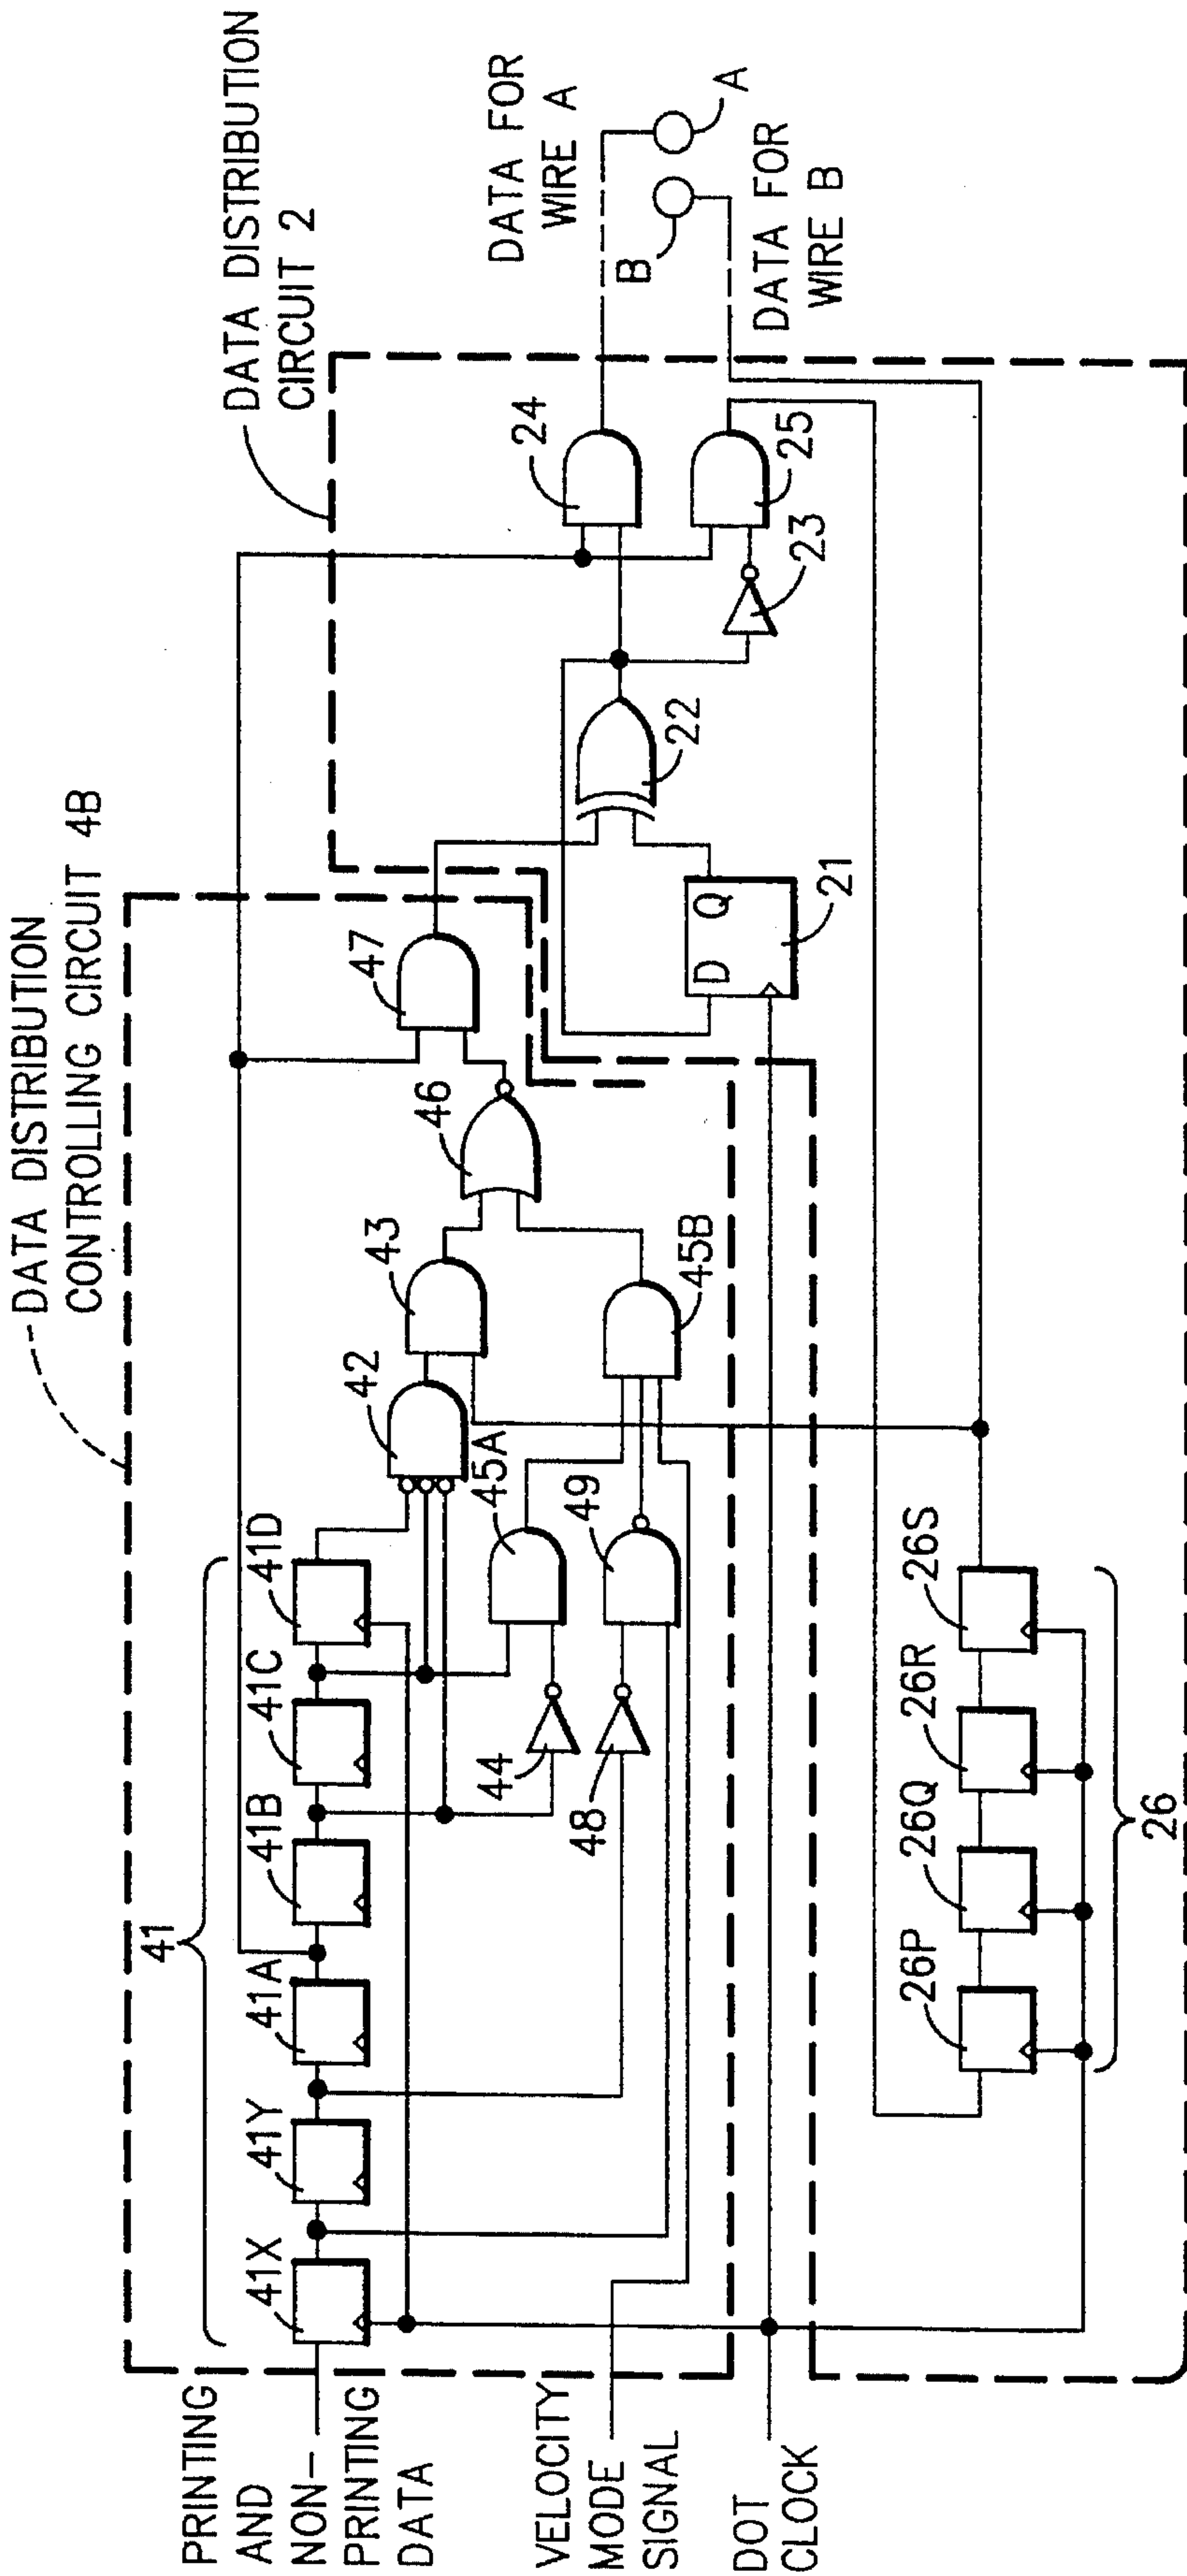 DATA DISTRIBUTION
CONTROLLING CIRCUIT 4B
DATA DISTRIBUTION
CIRCUIT 2
PRINTING
AND
NON-
PRINTING
DATA
VELOCITY
MODE
SIGNAL
DOT
CLOCK
41
41X
41Y
41A
41B
41C
41D
42
43
44
45A
45B
46
47
48
49
D
Q
21
22
23
24
25
26P
26Q
26R
26S
26
DATA FOR
WIRE A
A
B
DATA FOR
WIRE B